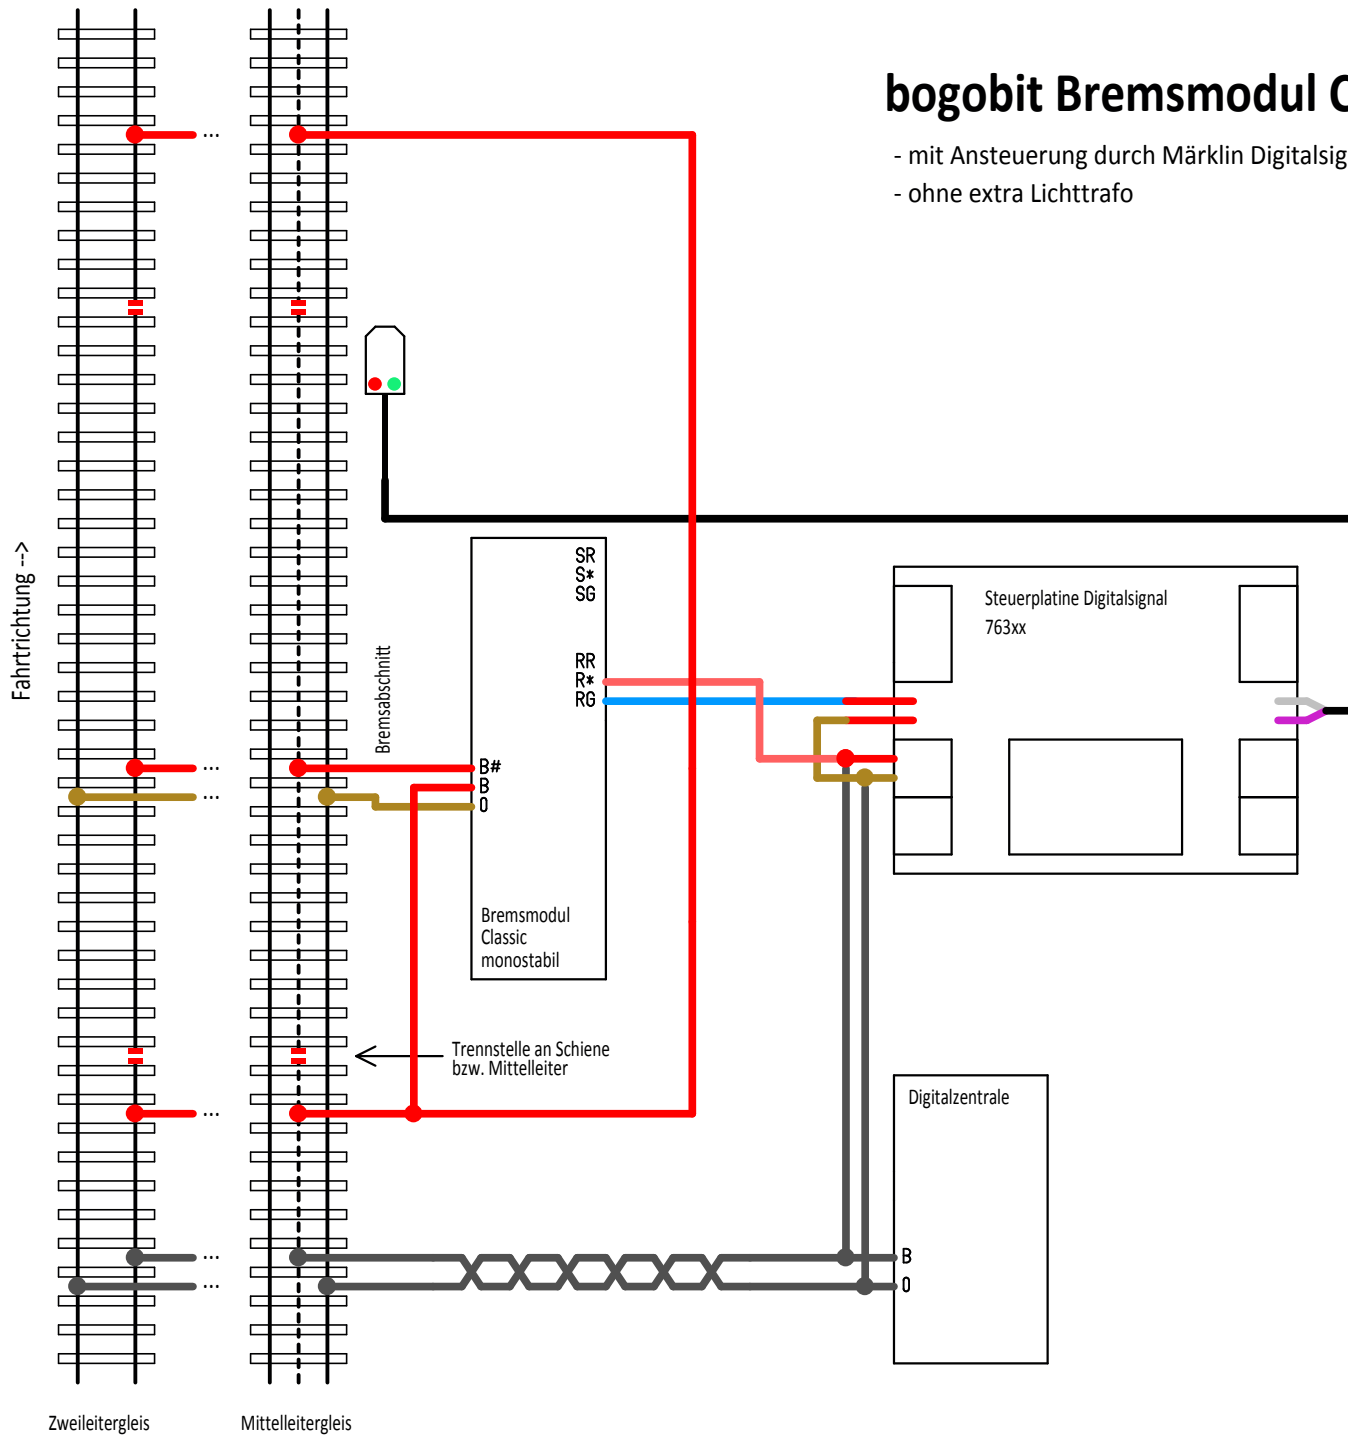 bogobit Bremsmodul
- mit Ansteuerung durch Märklin
- ohne extra Lichttrafo
...
...
Fahrtrichtung -->
Bremsabschnitt
SR
S*
SG
RR
R*
RG
B#
B
0
Bremsmodul
Classic
monostabil
Steuerplatine Digitalsignal
763xx
...
...
Trennstelle an Schiene
bzw. Mittelleiter
...
Digitalzentrale
B
0
...
...
Zweileitergleis
Mittelleitergleis